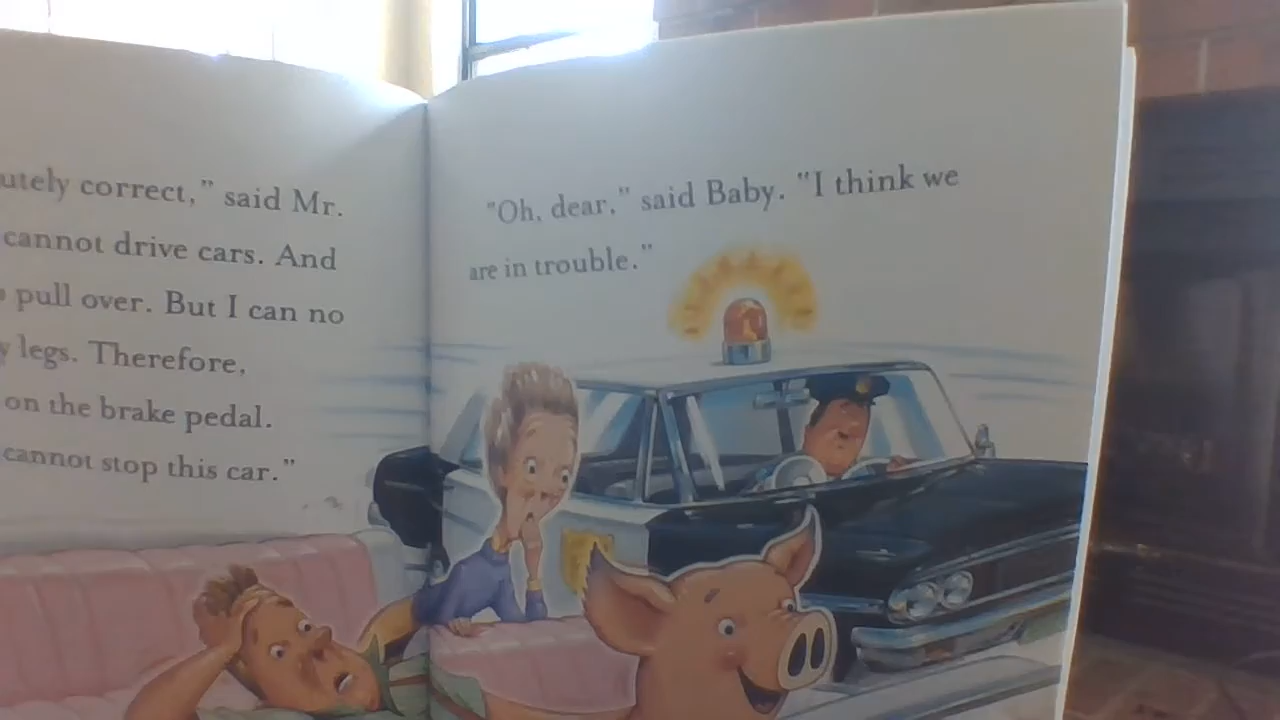 utely correct," said Mr.
cannot drive cars. And
pull over. But I can no
legs. Therefore,
on the brake pedal.
cannot stop this car."
"Oh, dear," said Baby. "I think we
are in trouble."